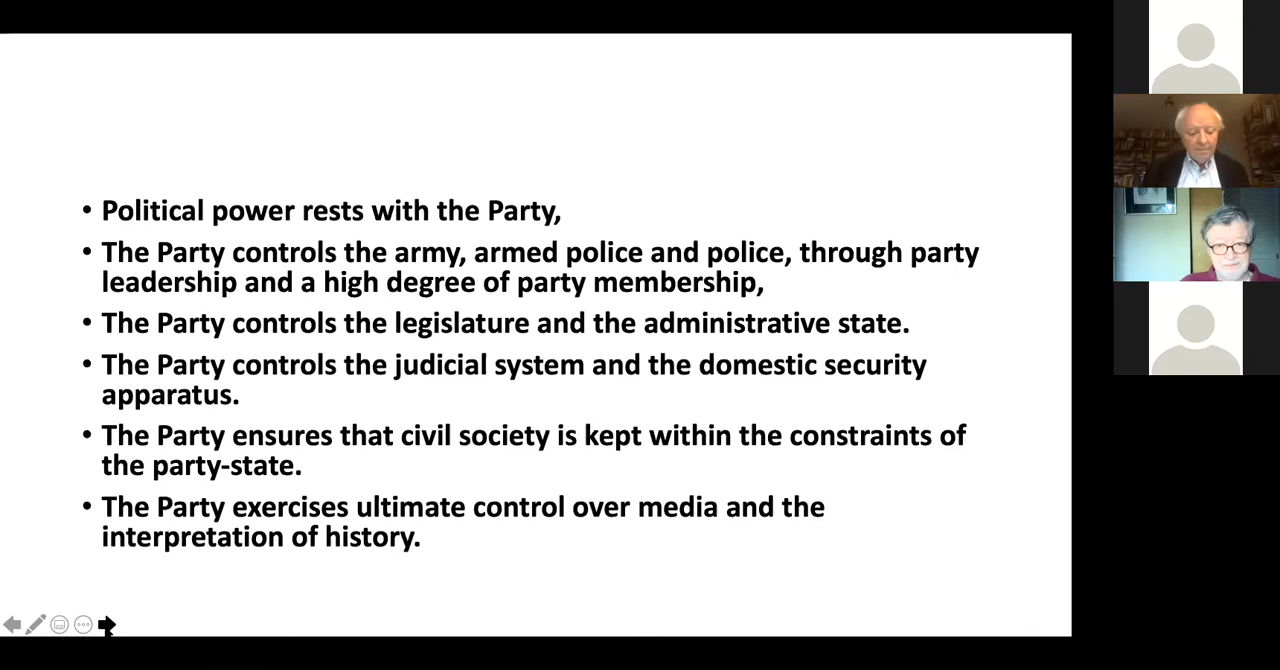 • Political power rests with the Party,
• The Party controls the army, armed police and police, through party
leadership and a high degree of party membership,
• The Party controls the legislature and the administrative state.
• The Party controls the judicial system and the domestic security
apparatus.
• The Party ensures that civil society is kept within the constraints of
the party-state.
• The Party exercises ultimate control over media and the
interpretation of history.